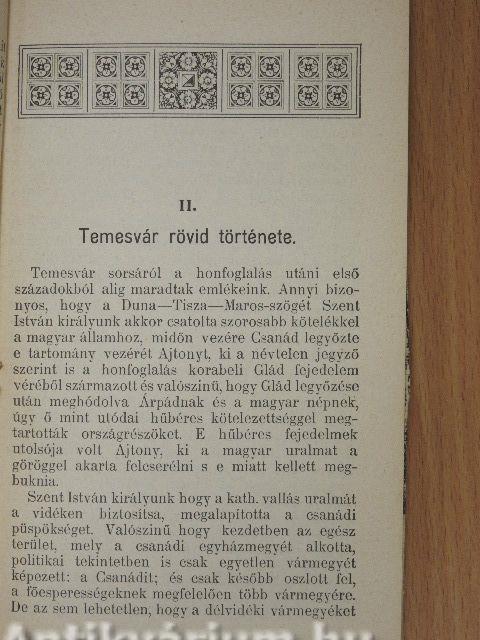 II.
Temesvár rövid története.
Temesvár sorsáról a honfoglalás utáni első
századokból alig maradtak emlékeink. Annyi bizo-
nyos, hogy a Duna—Tisza—Maros-szögét Szent
István királyunk akkor csatolta szorosabb kötelékkel
a magyar államhoz, midőn vezére Csanád legyőzte
e tartomány vezérét Ajtonyt, ki a névtelen jegyző
szerint is a honfoglalás korabeli Glád fejedelem
véréből származott és valószinű, hogy Glád legyőzése
után meghódolva Árpádnak és a magyar népnek,
úgy ő mint utódai hűbéres kötelezettséggel meg-
tartották országrészöket. E hűbéres fejedelmek
utolsója volt Ajtony, ki a magyar uralmat a
göröggel akarta felcserélni s e miatt kellett meg-
buknia.
Szent István királyunk hogy a kath. vallás uralmát
a vidéken biztosítsa, megalapította a csanádi
püspökséget. Valószinű hogy kezdetben az egész
terület, mely a csanádi egyházmegyét alkotta,
politikai tekintetben is csak egyetlen vármegyét
képezett: a Csanádit; és csak később oszlott fel,
a főesperességeknek megfelelően több vármegyére.
De az sem lehetetlen, hogy a délvidéki vármegyéket
Antikvárium.hu